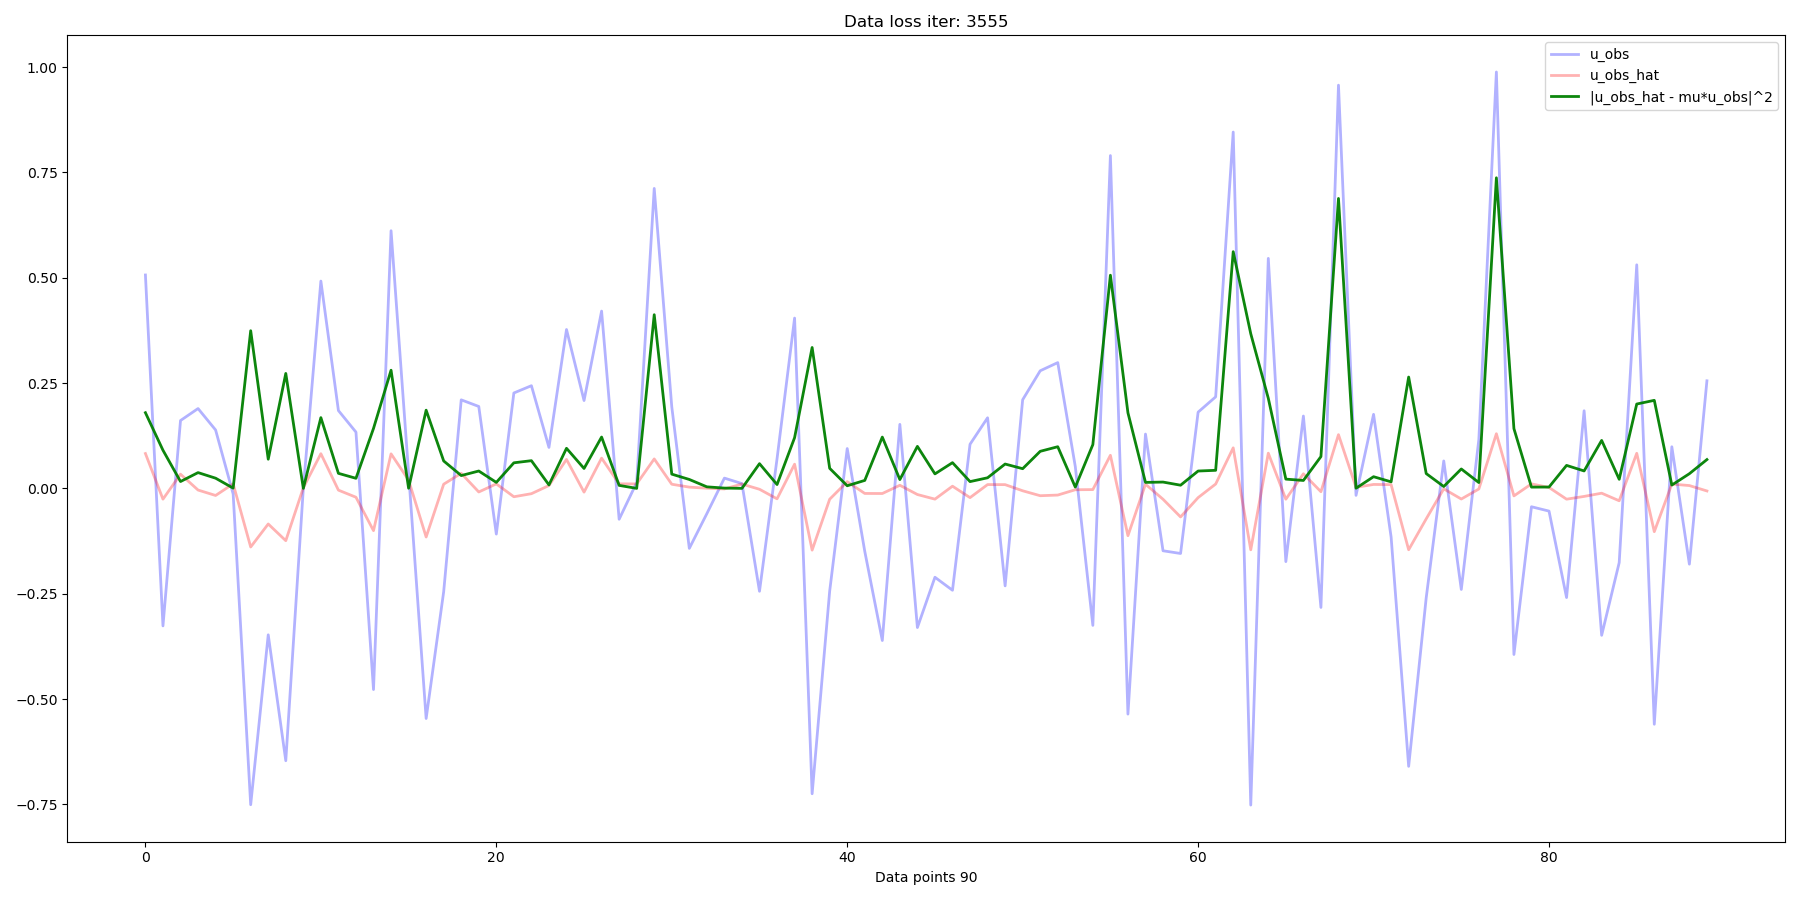 Data loss iter: 3555
u_obs
u_obs_hat
|u_obs_hat - mu*u_obs|^2
1.00
0.75
0.50
0.25
0.00
−0.25
−0.50
−0.75
0 20 40 60 80
Data points 90